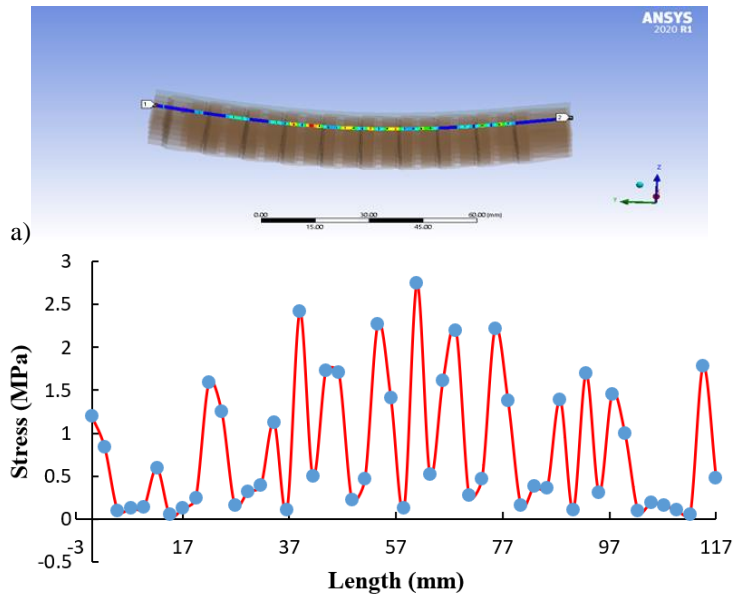 ANSYS
2020 R1
1
2
Z
Y
0.00 30.00 60.00 (mm)
15.00 45.00
a)
3
2.5
2
1.5
1
0.5
0
-0.5
-3 17 37 57 77 97 117
Stress (MPa)
Length (mm)